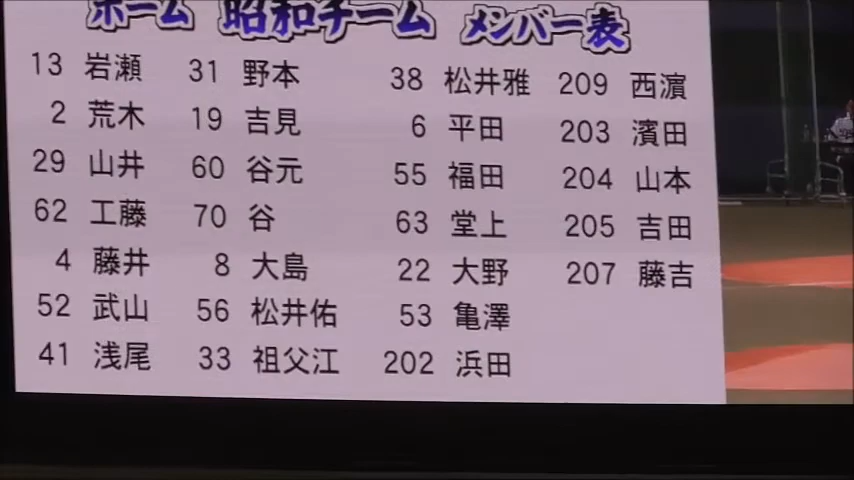 ホーム 昭和チーム メンバー表
13 岩瀬 31 野本 38 松井雅 209 西濵
2 荒木 19 吉見 6 平田 203 濱田
29 山井 60 谷元 55 福田 204 山本
62 工藤 70 谷 63 堂上 205 吉田
4 藤井 8 大島 22 大野 207 藤吉
52 武山 56 松井佑 53 亀澤
41 浅尾 33 祖父江 202 浜田